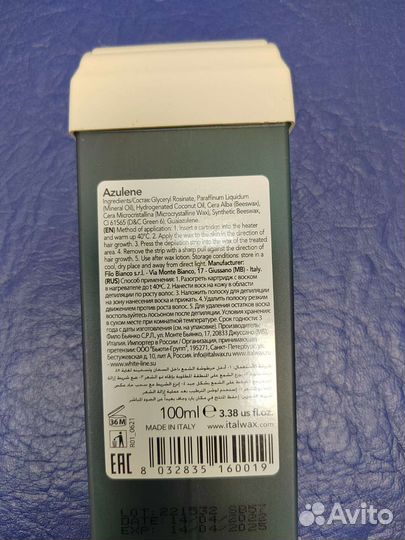 Azulene
Ingredients/Состав: Glyceryl Rosinate, Paraffinum Liquidum
(Mineral Oil), Hydrogenated Coconut Oil, Cera Alba (Beeswax),
Cera Microcristallina (Microcrystalline Wax), Synthetic Beeswax,
CI 61565 (D&C Green 6), Guaiazulene.
(EN) Method of application: 1. Insert a cartridge into the heater
and warm up 40°C. 2. Apply the wax to the skin in the direction of
hair growth. 3. Press the depilation strip into the wax of the treated
area. 4. Remove the strip with a sharp pull against the direction of
hair growth. 5. Use after wax lotion. Storage conditions: store in a
cool, dry place and away from direct light. Manufacturer:
Filo Bianco s.r.l. - Via Monte Bianco, 17 - Giussano (MB) - Italy.
(RUS) Способ применения: 1. Разогреть картридж с воском
в нагревателе до t 40°C. 2. Нанести воск на кожу в области
депиляции по росту волос. 3. Наложить полоску для депиляции
на зону нанесения воска и прижать. 4. Удалить полоску резким
движением против роста волос. 5. Для удаления остатков воска
воспользуйтесь лосьоном после депиляции. Условия хранения:
в сухом месте при комнатной температуре. Срок хранения: 3
года с даты изготовления (см. на упаковке). Производитель:
Фило Бьянко С.Р.Л., ул. Монте Бьянко, 17, 20833 Джуссано (МБ),
Италия. Импортер в России / Организация, принимающая претензии:
ООО "Бьюти-Групп", 195271, Санкт-Петербург, ул.
Бестужевская д. 10, лит А, Россия. info@italwax.ru www.italwax.ru
www.white-line.su
100ml e 3.38 us fl.oz.
36 M
R01_0621
MADE IN ITALY
www.italwax.com
EAC
8 032835 160019
LOT: 221532 S057
DATE: 14/04/2022
EXP: 14/04/2025
Avito